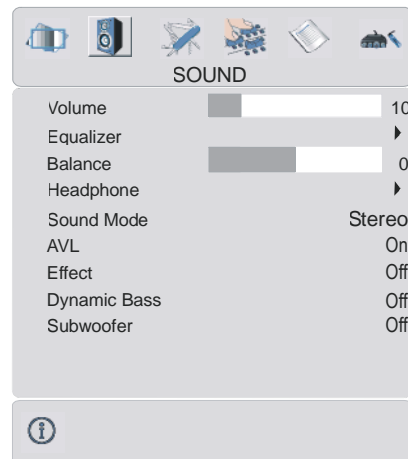 SOUND
Volume 10
Equalizer
Balance 0
Headphone
Sound Mode Stereo
AVL On
Effect Off
Dynamic Bass Off
Subwoofer Off